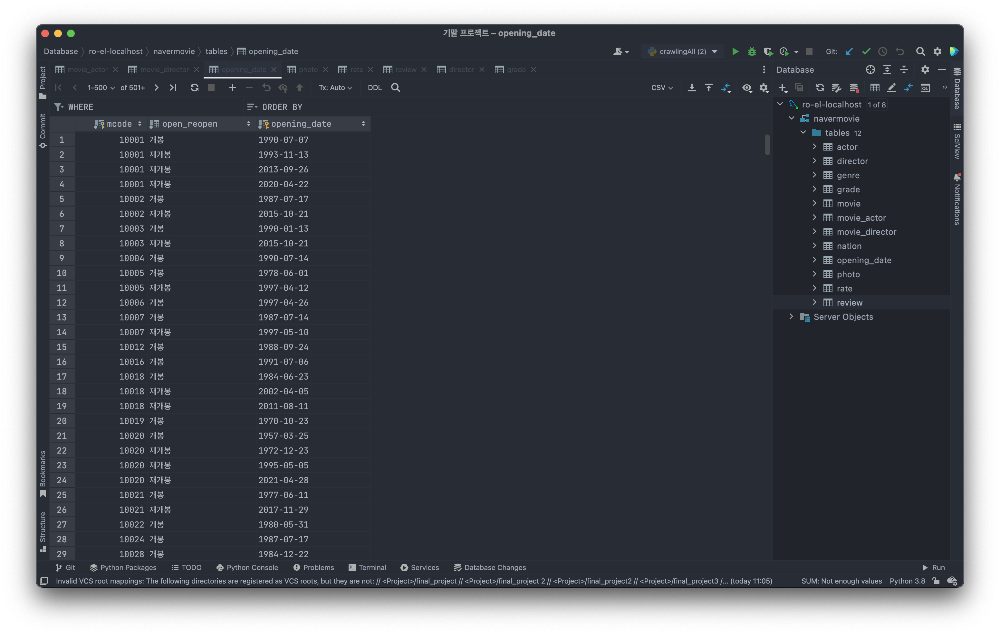 기말 프로젝트 – opening_date
Database ro-el-localhost navermovie tables opening_date crawlingAll (2) Git:
movie_actor movie_director opening_date photo rate review director grade
1-500 of 501+ Tx: Auto DDL CSV
WHERE ORDER BY
mcode open_reopen opening_date
1 10001 개봉 1990-07-07
2 10001 재개봉 1993-11-13
3 10001 재개봉 2013-09-26
4 10001 재개봉 2020-04-22
5 10002 개봉 1987-07-17
6 10002 재개봉 2015-10-21
7 10003 개봉 1990-01-13
8 10003 재개봉 2015-10-21
9 10004 개봉 1990-07-14
10 10005 개봉 1978-06-01
11 10005 재개봉 1997-04-12
12 10006 개봉 1997-04-26
13 10007 개봉 1987-07-14
14 10007 재개봉 1997-05-10
15 10012 개봉 1988-09-24
16 10016 개봉 1991-07-06
17 10018 개봉 1984-06-23
18 10018 재개봉 2002-04-05
19 10018 재개봉 2011-08-11
20 10019 개봉 1970-10-23
21 10020 개봉 1957-03-25
22 10020 재개봉 1972-12-23
23 10020 재개봉 1995-05-05
24 10020 재개봉 2021-04-28
25 10021 개봉 1977-06-11
26 10021 재개봉 2017-11-29
27 10022 개봉 1980-05-31
28 10024 개봉 1987-07-17
29 10028 개봉 1984-12-22
Project
Commit
Bookmarks
Structure
Database
ro-el-localhost 1 of 8
navermovie
tables 12
actor
director
genre
grade
movie
movie_actor
movie_director
nation
opening_date
photo
rate
review
Server Objects
Database
SciView
Notifications
QL
Git Python Packages TODO Python Console Problems Terminal Services Database Changes Run
Invalid VCS root mappings: The following directories are registered as VCS roots, but they are not: // <Project>/final_project // <Project>/final_project 2 // <Project>/final_project2 // <Project>/final_project3 /... (today 11:05) SUM: Not enough values Python 3.8